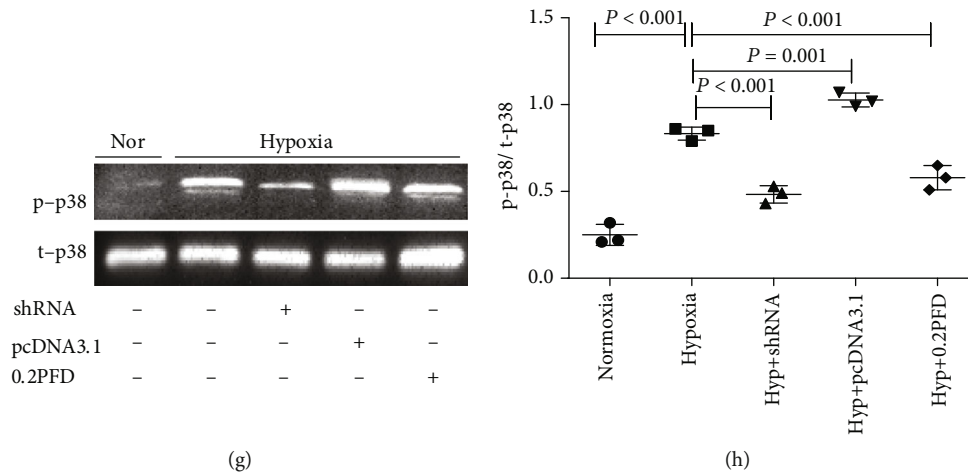 Nor Hypoxia
p–p38
t–p38
shRNA – – + – –
pcDNA3.1 – – – + –
0.2PFD – – – – +
(g)
P < 0.001
P < 0.001
P = 0.001
P < 0.001
1.5
1.0
0.5
0.0
p-p38/ t-p38
Normoxia
Hypoxia
Hyp+shRNA
Hyp+pcDNA3.1
Hyp+0.2PFD
(h)